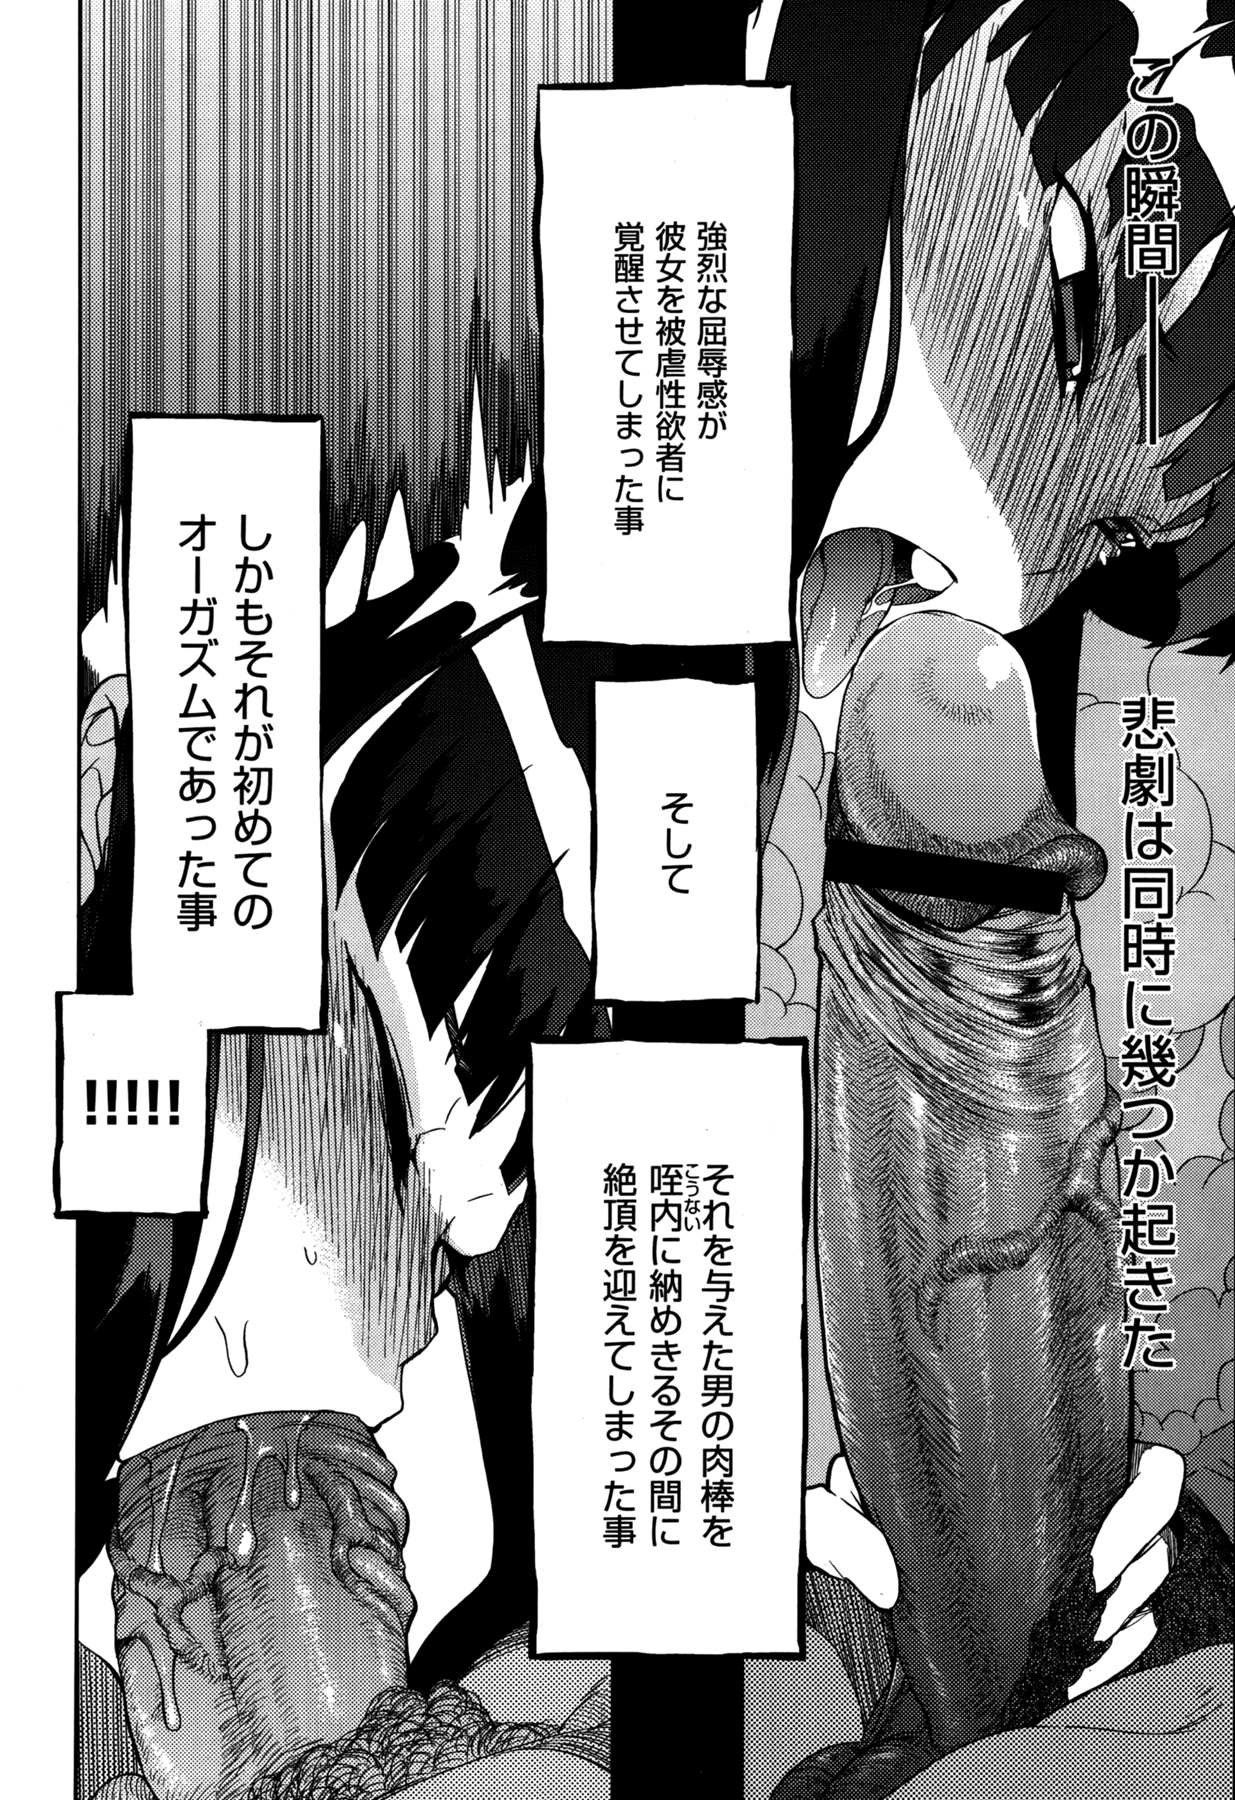 この瞬間――
悲劇は同時に幾つか起きた
強烈な屈辱感が
彼女を被虐性欲者に
覚醒させてしまった事
そして
それを与えた男の肉棒を
咥内に納めきるその間に
こうない
絶頂を迎えてしまった事
しかもそれが初めての
オーガズムであった事
!!!!!